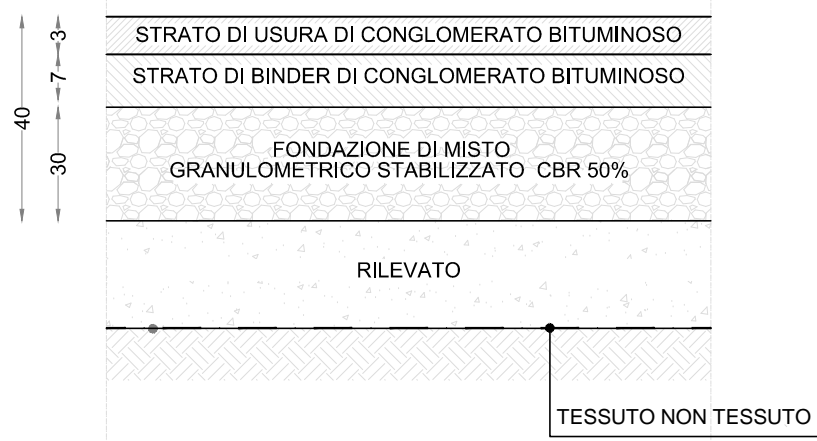 3
STRATO DI USURA DI CONGLOMERATO BITUMINOSO
7
STRATO DI BINDER DI CONGLOMERATO BITUMINOSO
40
30
FONDAZIONE DI MISTO
GRANULOMETRICO STABILIZZATO CBR 50%
RILEVATO
TESSUTO NON TESSUTO